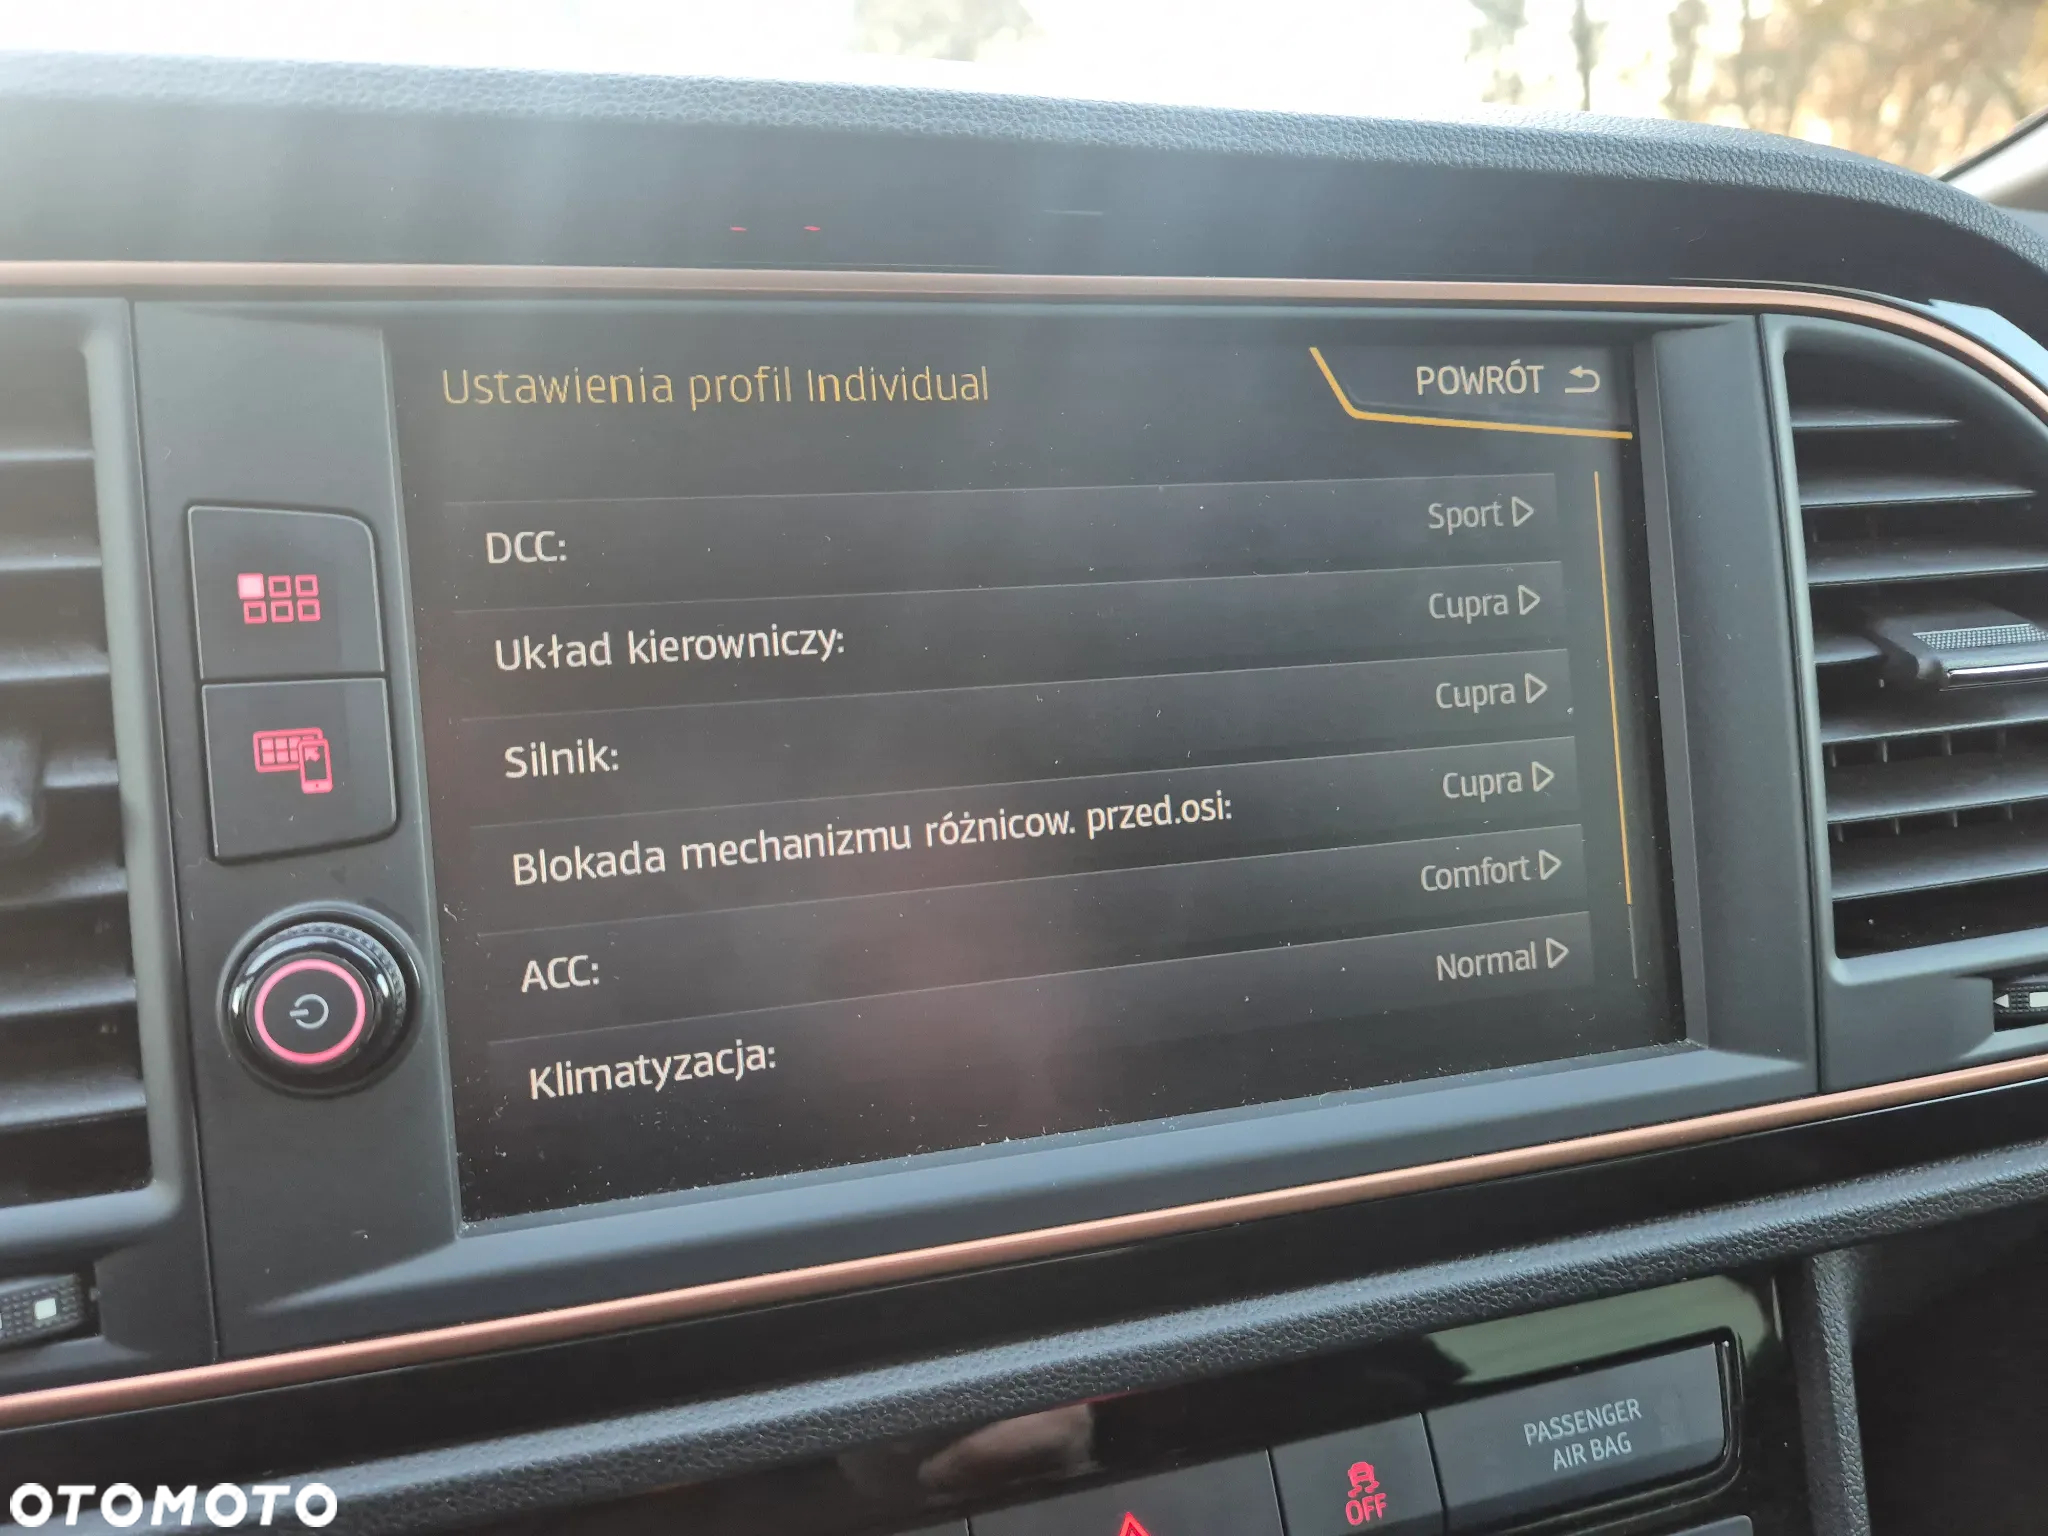 Ustawienia profil Individual
POWRÓT
DCC: Sport
Układ kierowniczy: Cupra
Silnik: Cupra
Blokada mechanizmu różnicow. przed.osi: Cupra
ACC: Comfort
Klimatyzacja: Normal
PASSENGER
AIR BAG
OFF
OTOMOTO